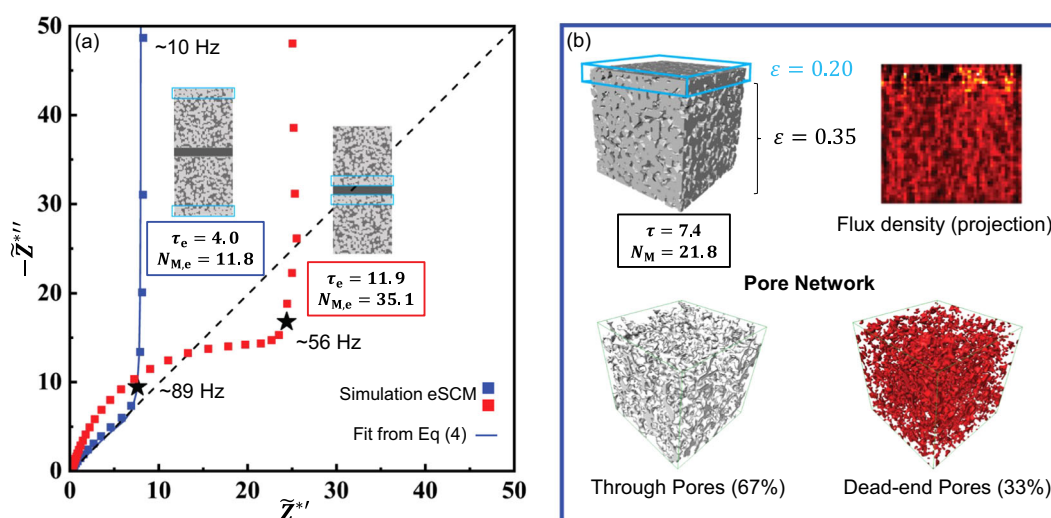 (a)
50
40
30
20
10
0
−Z̃*′′
~10 Hz
τe = 4.0
NM,e = 11.8
τe = 11.9
NM,e = 35.1
~56 Hz
~89 Hz
Simulation eSCM
Fit from Eq (4)
0 10 20 30 40 50
Z̃*′
(b)
ε = 0.20
ε = 0.35
τ = 7.4
NM = 21.8
Flux density (projection)
Pore Network
Through Pores (67%)
Dead-end Pores (33%)